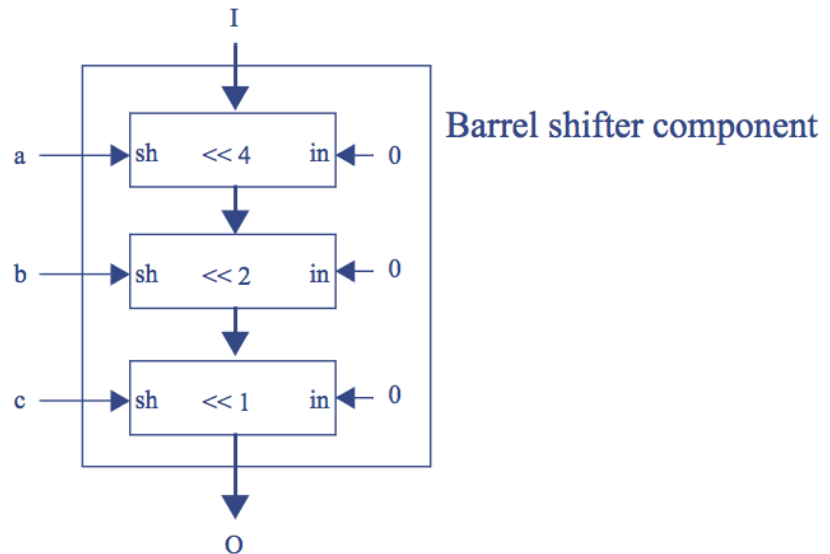 I
Barrel shifter component
a sh << 4 in 0
b sh << 2 in 0
c sh << 1 in 0
O